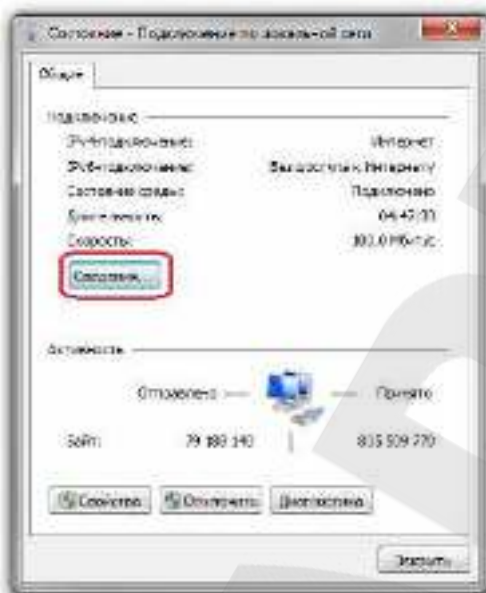 Состояние - Подключение по локальной сети
Общие
Подключение
IPv4-подключение: Интернет
IPv6-подключение: Без доступа к Интернету
Состояние среды: Подключено
Длительность: 04:42:33
Скорость: 100.0 Мбит/с
Сведения...
Активность
Отправлено — — Принято
Байт: 79 188 140 | 815 509 770
Свойства Отключить Диагностика
Закрыть